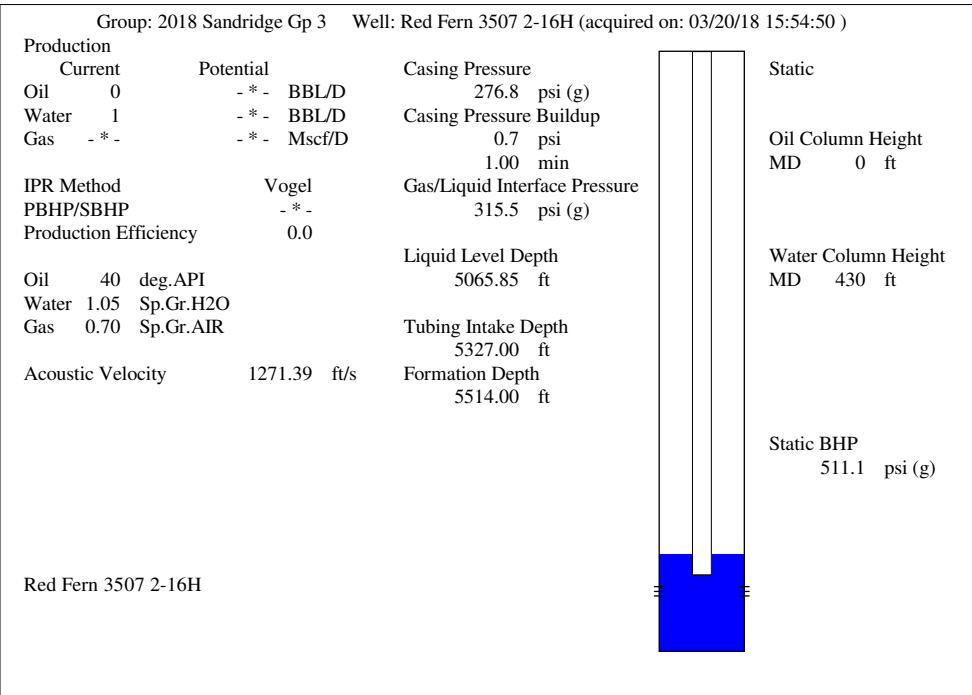 Group: 2018 Sandridge Gp 3 Well: Red Fern 3507 2-16H (acquired on: 03/20/18 15:54:50 )
Production
Current Potential
Oil 0 - * - BBL/D
Water 1 - * - BBL/D
Gas - * - - * - Mscf/D
IPR Method Vogel
PBHP/SBHP - * -
Production Efficiency 0.0
Oil 40 deg.API
Water 1.05 Sp.Gr.H2O
Gas 0.70 Sp.Gr.AIR
Acoustic Velocity 1271.39 ft/s
Casing Pressure
276.8 psi (g)
Casing Pressure Buildup
0.7 psi
1.00 min
Gas/Liquid Interface Pressure
315.5 psi (g)
Liquid Level Depth
5065.85 ft
Tubing Intake Depth
5327.00 ft
Formation Depth
5514.00 ft
Static
Oil Column Height
MD 0 ft
Water Column Height
MD 430 ft
Static BHP
511.1 psi (g)
Red Fern 3507 2-16H